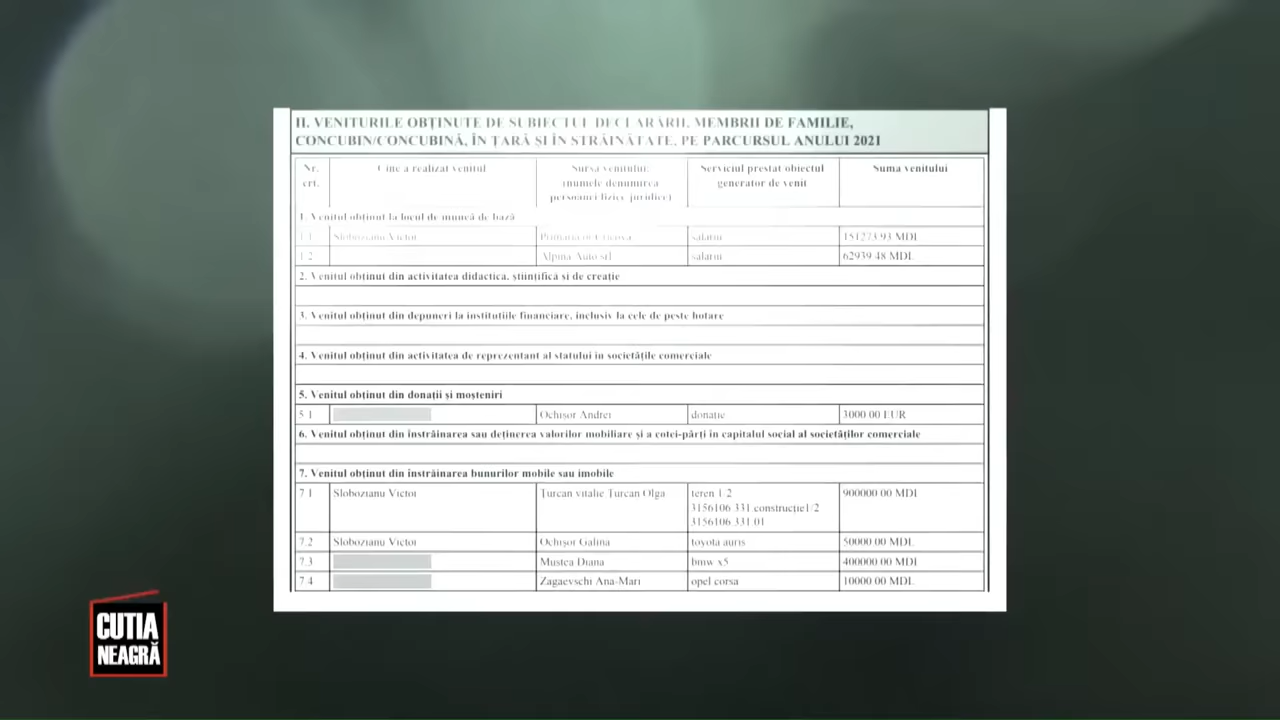 II. VENITURILE OBȚINUTE DE SUBIECTUL DECLARĂRII, MEMBRII DE FAMILIE,
CONCUBIN/CONCUBINĂ, ÎN ȚARĂ ȘI ÎN STRĂINĂTATE, PE PARCURSUL ANULUI 2021
Nr. crt. Cine a realizat venitul Sursa venitului: (numele denumirea persoanei fizice juridice) Serviciul prestat obiectul generator de venit Suma venitului
1. Venitul obținut la locul de muncă de bază
1.1 Slobozianu Victor Primaria or Cricova salariu 151273.93 MDL
1.2 Alpina Auto srl salariu 62939.48 MDL
2. Venitul obținut din activitatea didactica, științifică si de creație
3. Venitul obținut din depuneri la instituțiile financiare, inclusiv la cele de peste hotare
4. Venitul obținut din activitatea de reprezentant al statului in societățile comerciale
5. Venitul obținut din donații și moșteniri
5.1 Ochișor Andrei donatie 3000.00 EUR
6. Venitul obținut din înstrăinarea sau deținerea valorilor mobiliare și a cotei-părți in capitalul social al societăților comerciale
7. Venitul obținut din înstrăinarea bunurilor mobile sau imobile
7.1 Slobozianu Victor Turcan vitalie Turcan Olga teren 1/2 900000.00 MDL
3156106 331 constructie1/2
3156106 331 01
7.2 Slobozianu Victor Ochișor Galina toyota auris 50000.00 MDL
7.3 Mustea Diana bmw x5 400000.00 MDL
7.4 Zagaevschi Ana-Mari opel corsa 10000.00 MDL
CUTIA
NEAGRĂ